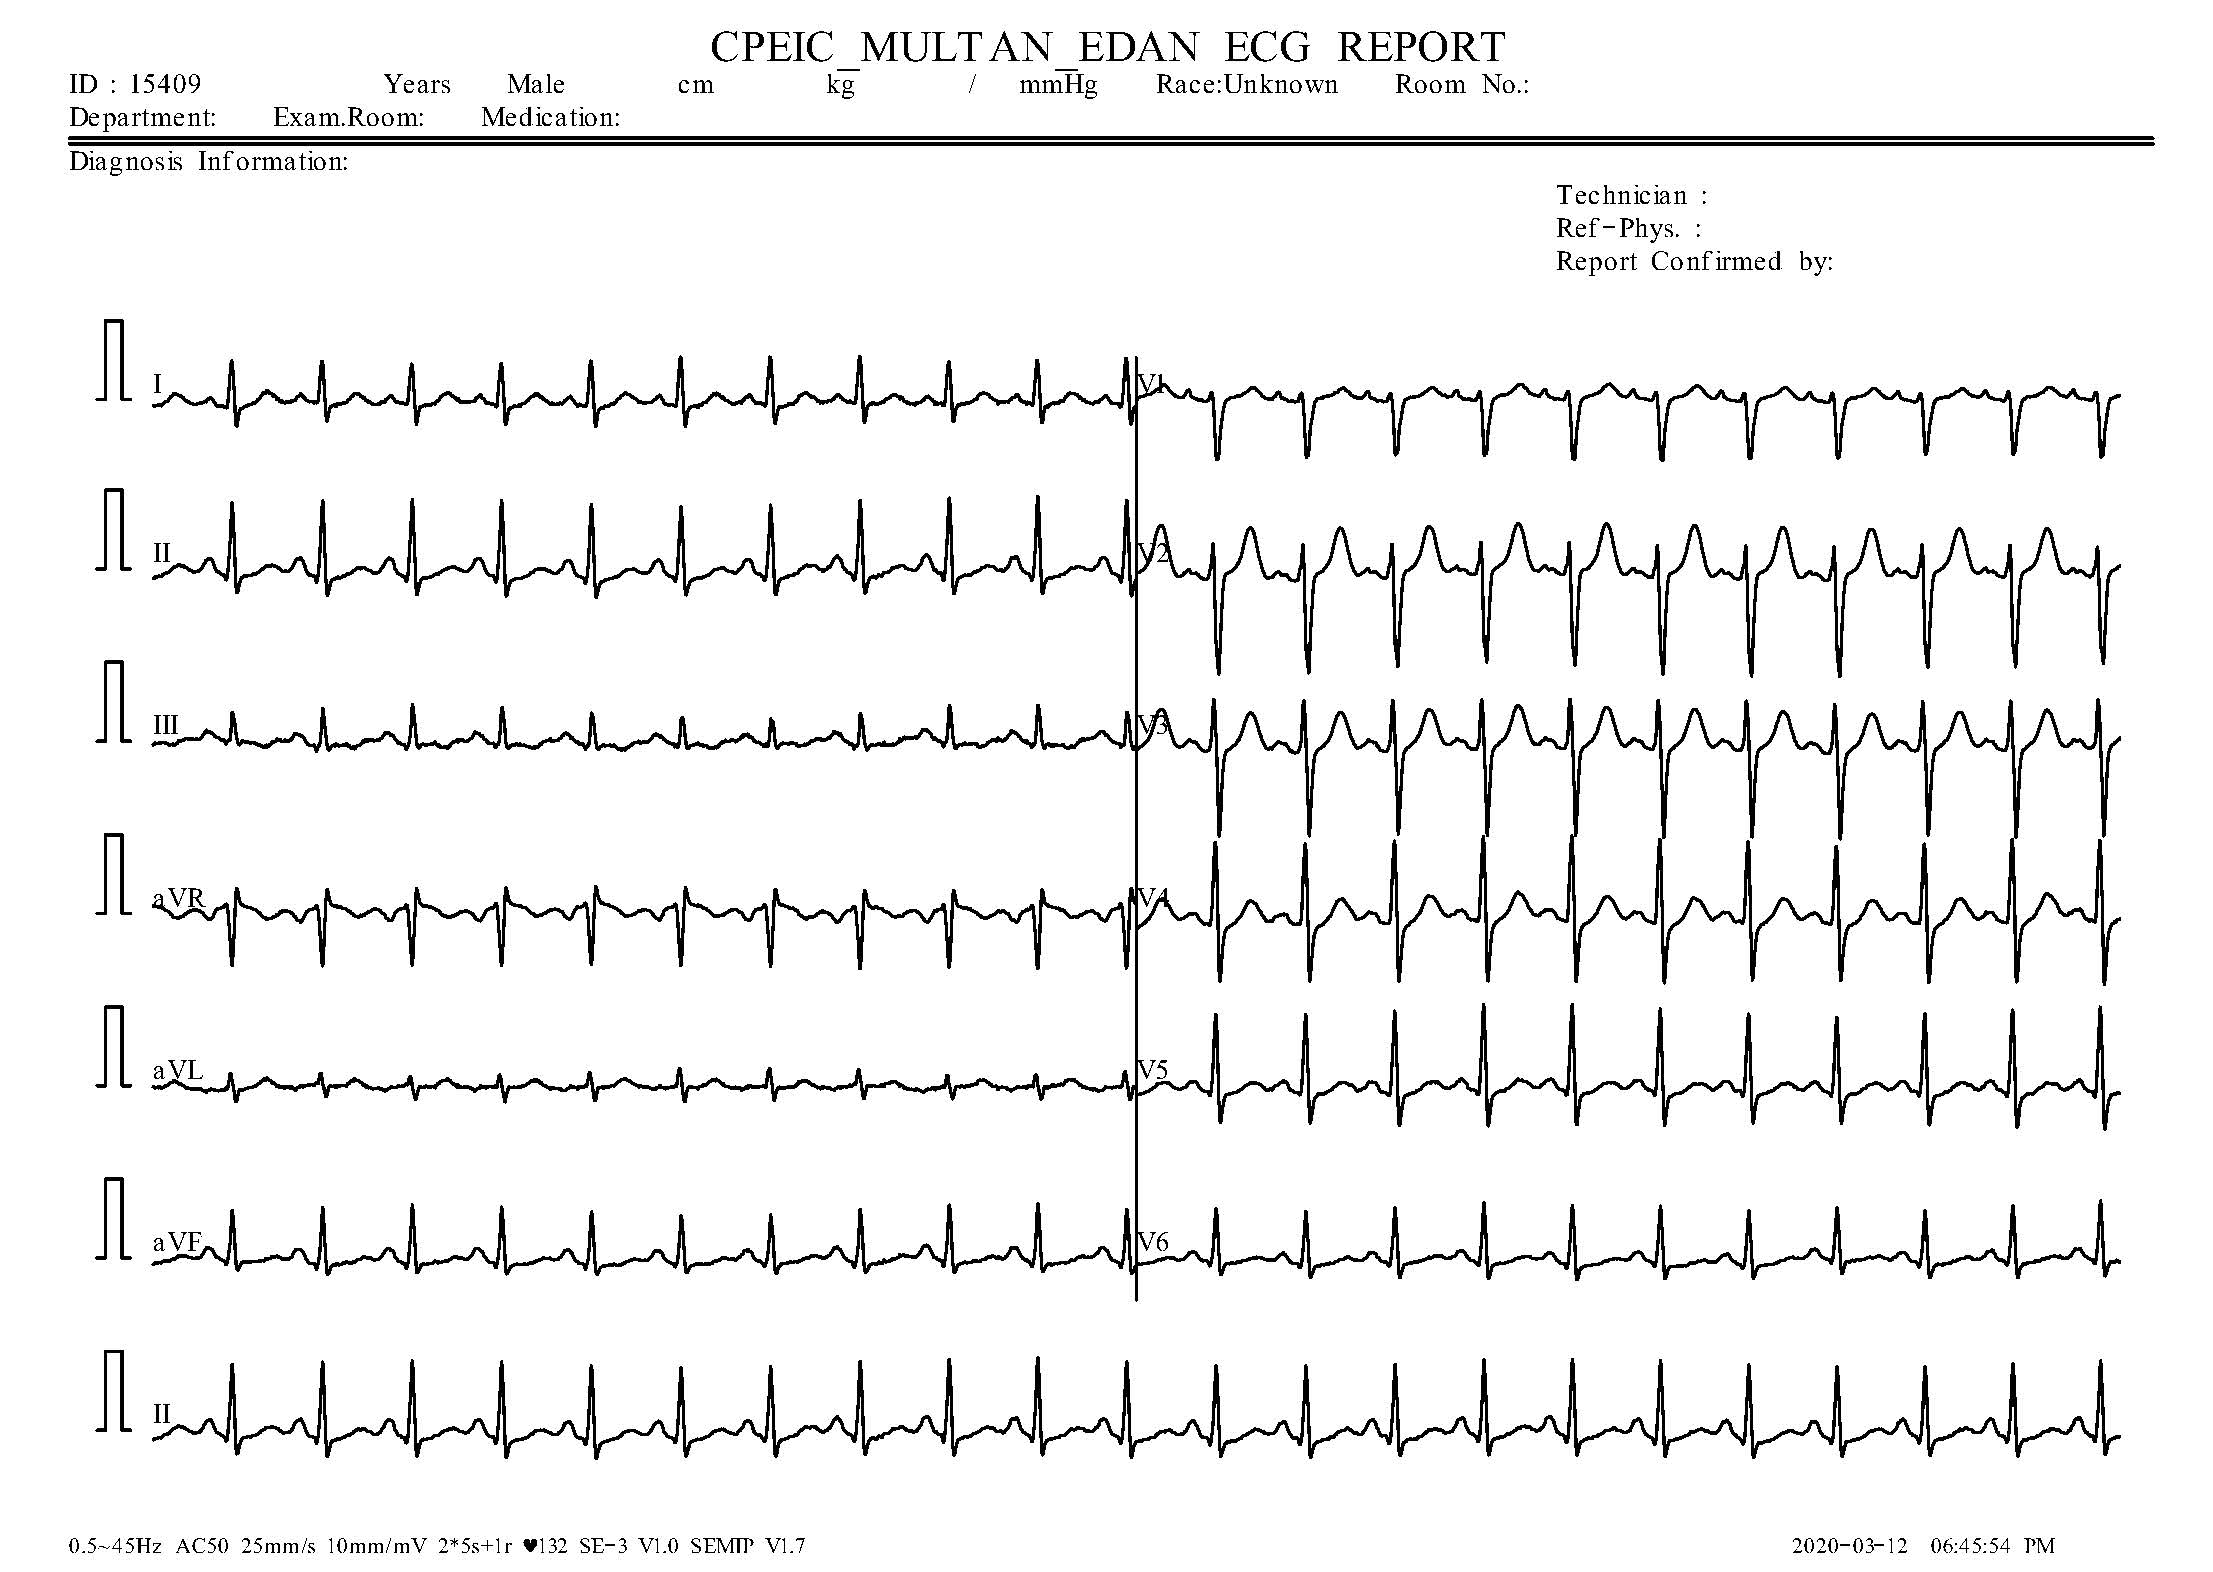 CPEIC_MULTAN_EDAN ECG REPORT
ID : 15409 Years Male cm kg / mmHg Race:Unknown Room No.:
Department: Exam.Room: Medication:
Diagnosis Information:
Technician :
Ref-Phys. :
Report Confirmed by:
I V1
II V2
III V3
aVR V4
aVL V5
aVF V6
II
0.5~45Hz AC50 25mm/s 10mm/mV 2*5s+1r ♥132 SE-3 V1.0 SEMIP V1.7 2020-03-12 06:45:54 PM